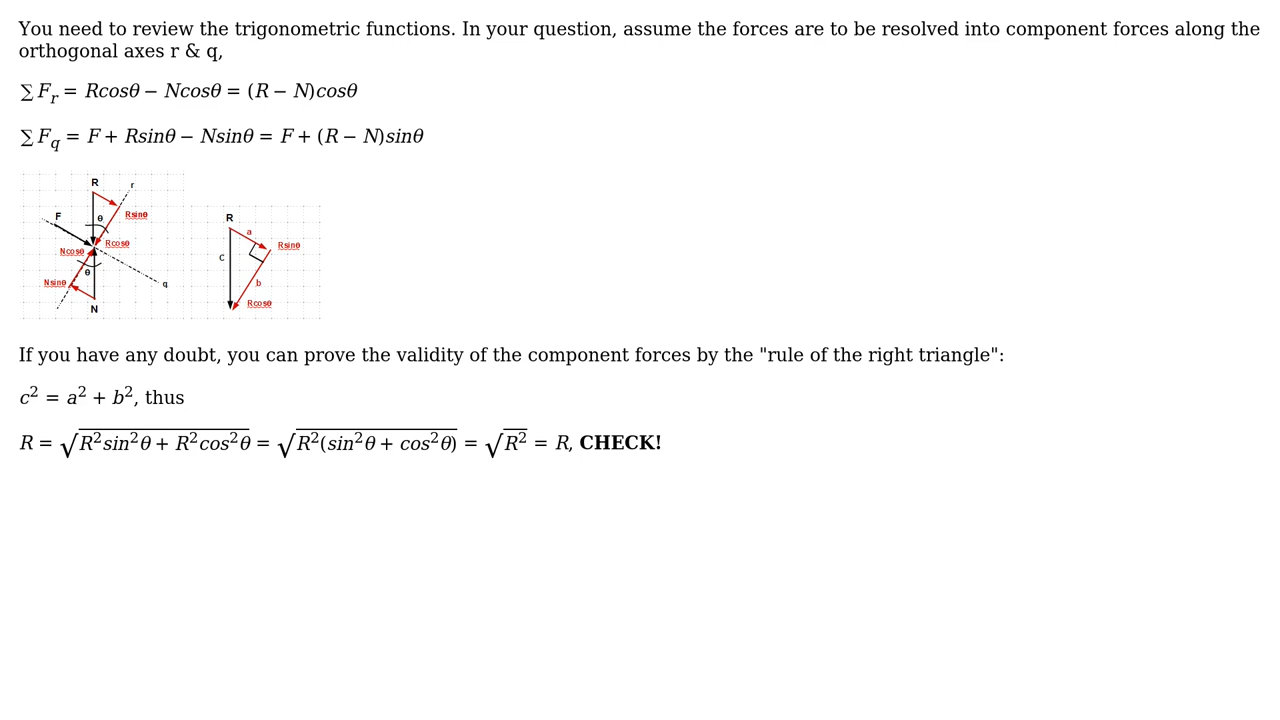 You need to review the trigonometric functions. In your question, assume the forces are to be resolved into component forces along the
orthogonal axes r & q,
∑ F_r = Rcosθ − Ncosθ = (R − N)cosθ
∑ F_q = F + Rsinθ − Nsinθ = F + (R − N)sinθ
R
r
F
θ
Rsinθ
Rcosθ
Ncosθ
θ
Nsinθ
q
N
R
a
Rsinθ
c
b
Rcosθ
If you have any doubt, you can prove the validity of the component forces by the "rule of the right triangle":
c² = a² + b², thus
R = √(R²sin²θ + R²cos²θ) = √(R²(sin²θ + cos²θ)) = √(R²) = R, CHECK!